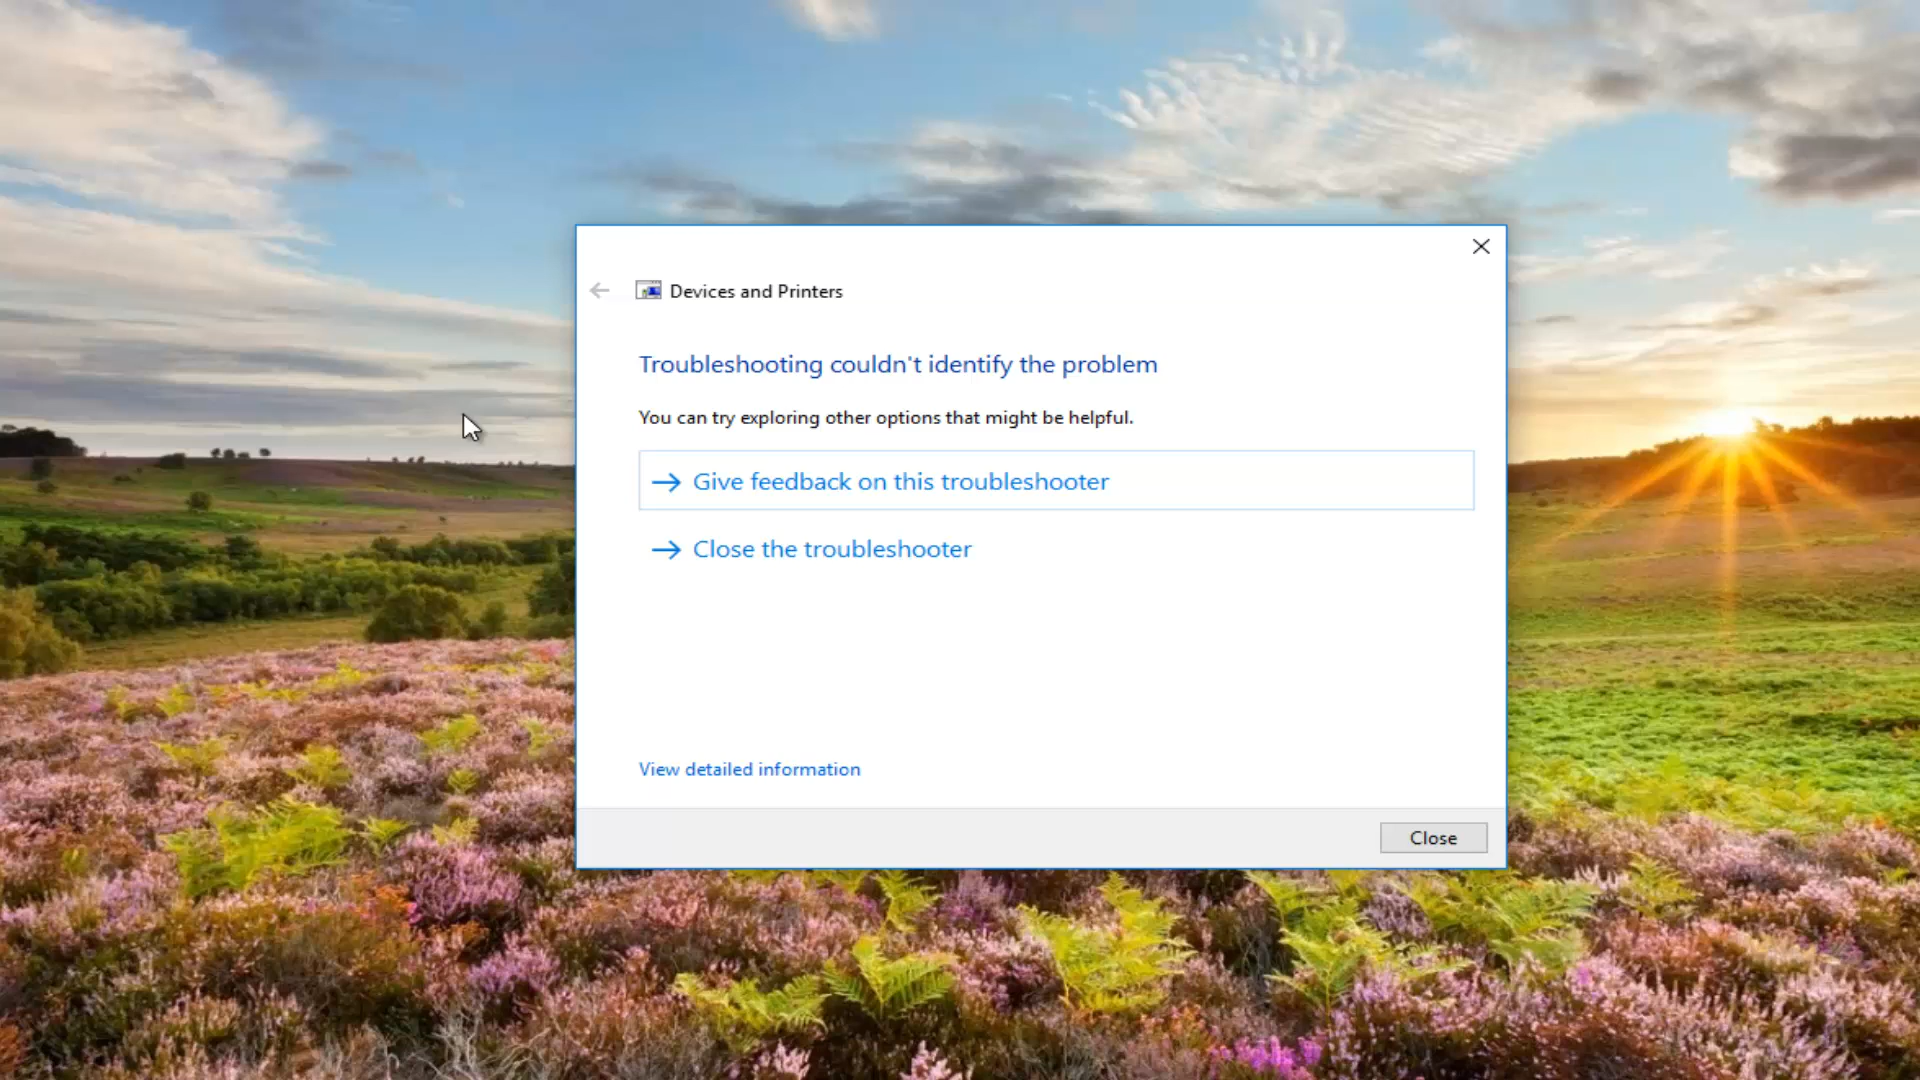 Devices and Printers
Troubleshooting couldn't identify the problem
You can try exploring other options that might be helpful.
Give feedback on this troubleshooter
Close the troubleshooter
View detailed information
Close